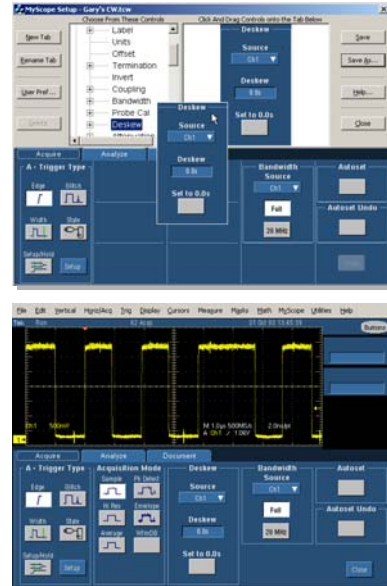 MyScope Setup - Gary's CW.tcw
Choose From These Controls
Click And Drag Controls onto the Tab Below
New Tab
Rename Tab
User Pref ...
Label
Units
Offset
Termination
Invert
Coupling
Bandwidth
Probe Cal
Deskew
Deskew
Source
Ch1
Deskew
0.0s
Set to 0.0s
Save
Save As...
Help...
Close
Deskew
Source
Ch1
Deskew
0.0s
Set to 0.0s
Acquire
Analyze
A - Trigger Type
Edge
Glitch
Width
State
Setup/Hold
Setup
Bandwidth
Source
Ch1
Full
20 MHz
Autoset
Autoset Undo
File Edit Vertical Horiz/Acq Trig Display Cursors Measure Masks Math MyScope Utilities Help
Tek Run
Buttons
Ch1 500mV
M 1.0µs 500MS/s 2.0ns/pt
A Ch1
Acquire
Analyze
Document
A - Trigger Type
Edge
Glitch
Width
State
Setup/Hold
Setup
Acquisition Mode
Sample
Pk Detect
Hi Res
Envelope
Average
WfmDB
Deskew
Source
Ch1
Deskew
0.0s
Set to 0.0s
Bandwidth
Source
Ch1
Full
20 MHz
Autoset
Autoset Undo
Close